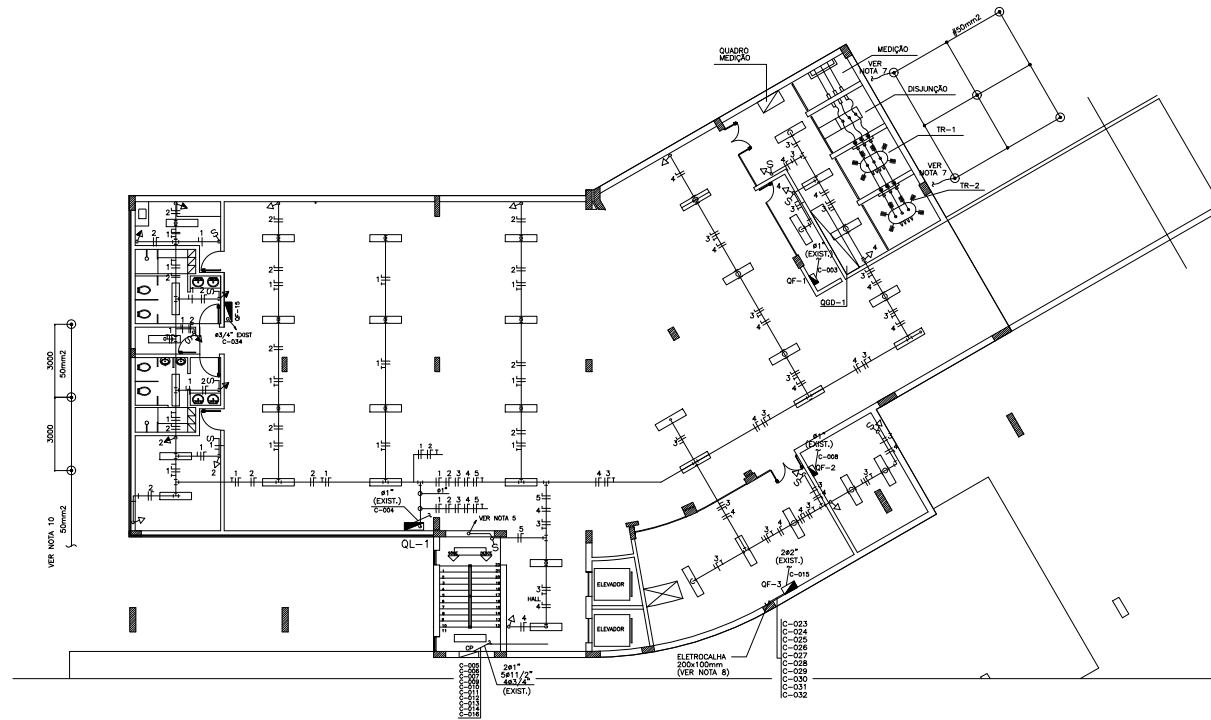 #50mm2
QUADRO
MEDIÇÃO
MEDIÇÃO
VER
NOTA 7
DISJUNÇÃO
TR-1
VER
NOTA 7
TR-2
ø1"
(EXIST.)
C-003
QF-1
QGD-1
QF-15
ø3/4" EXIST
C-034
3000
50mm2
3000
50mm2
VER NOTA 10
ø1"
(EXIST.)
C-004
ø1"
QL-1
VER NOTA 5
ø1"
(EXIST.)
C-008
QF-2
2ø2"
(EXIST.)
C-015
QF-3
HALL
ELEVADOR
ELEVADOR
CP
C-005
C-006
C-007
C-009
C-010
C-011
C-012
C-013
C-014
C-016
2ø1"
5ø11/2"
4ø3/4"
(EXIST.)
ELETROCALHA
200x100mm
(VER NOTA 8)
C-023
C-024
C-025
C-026
C-027
C-028
C-029
C-030
C-031
C-032